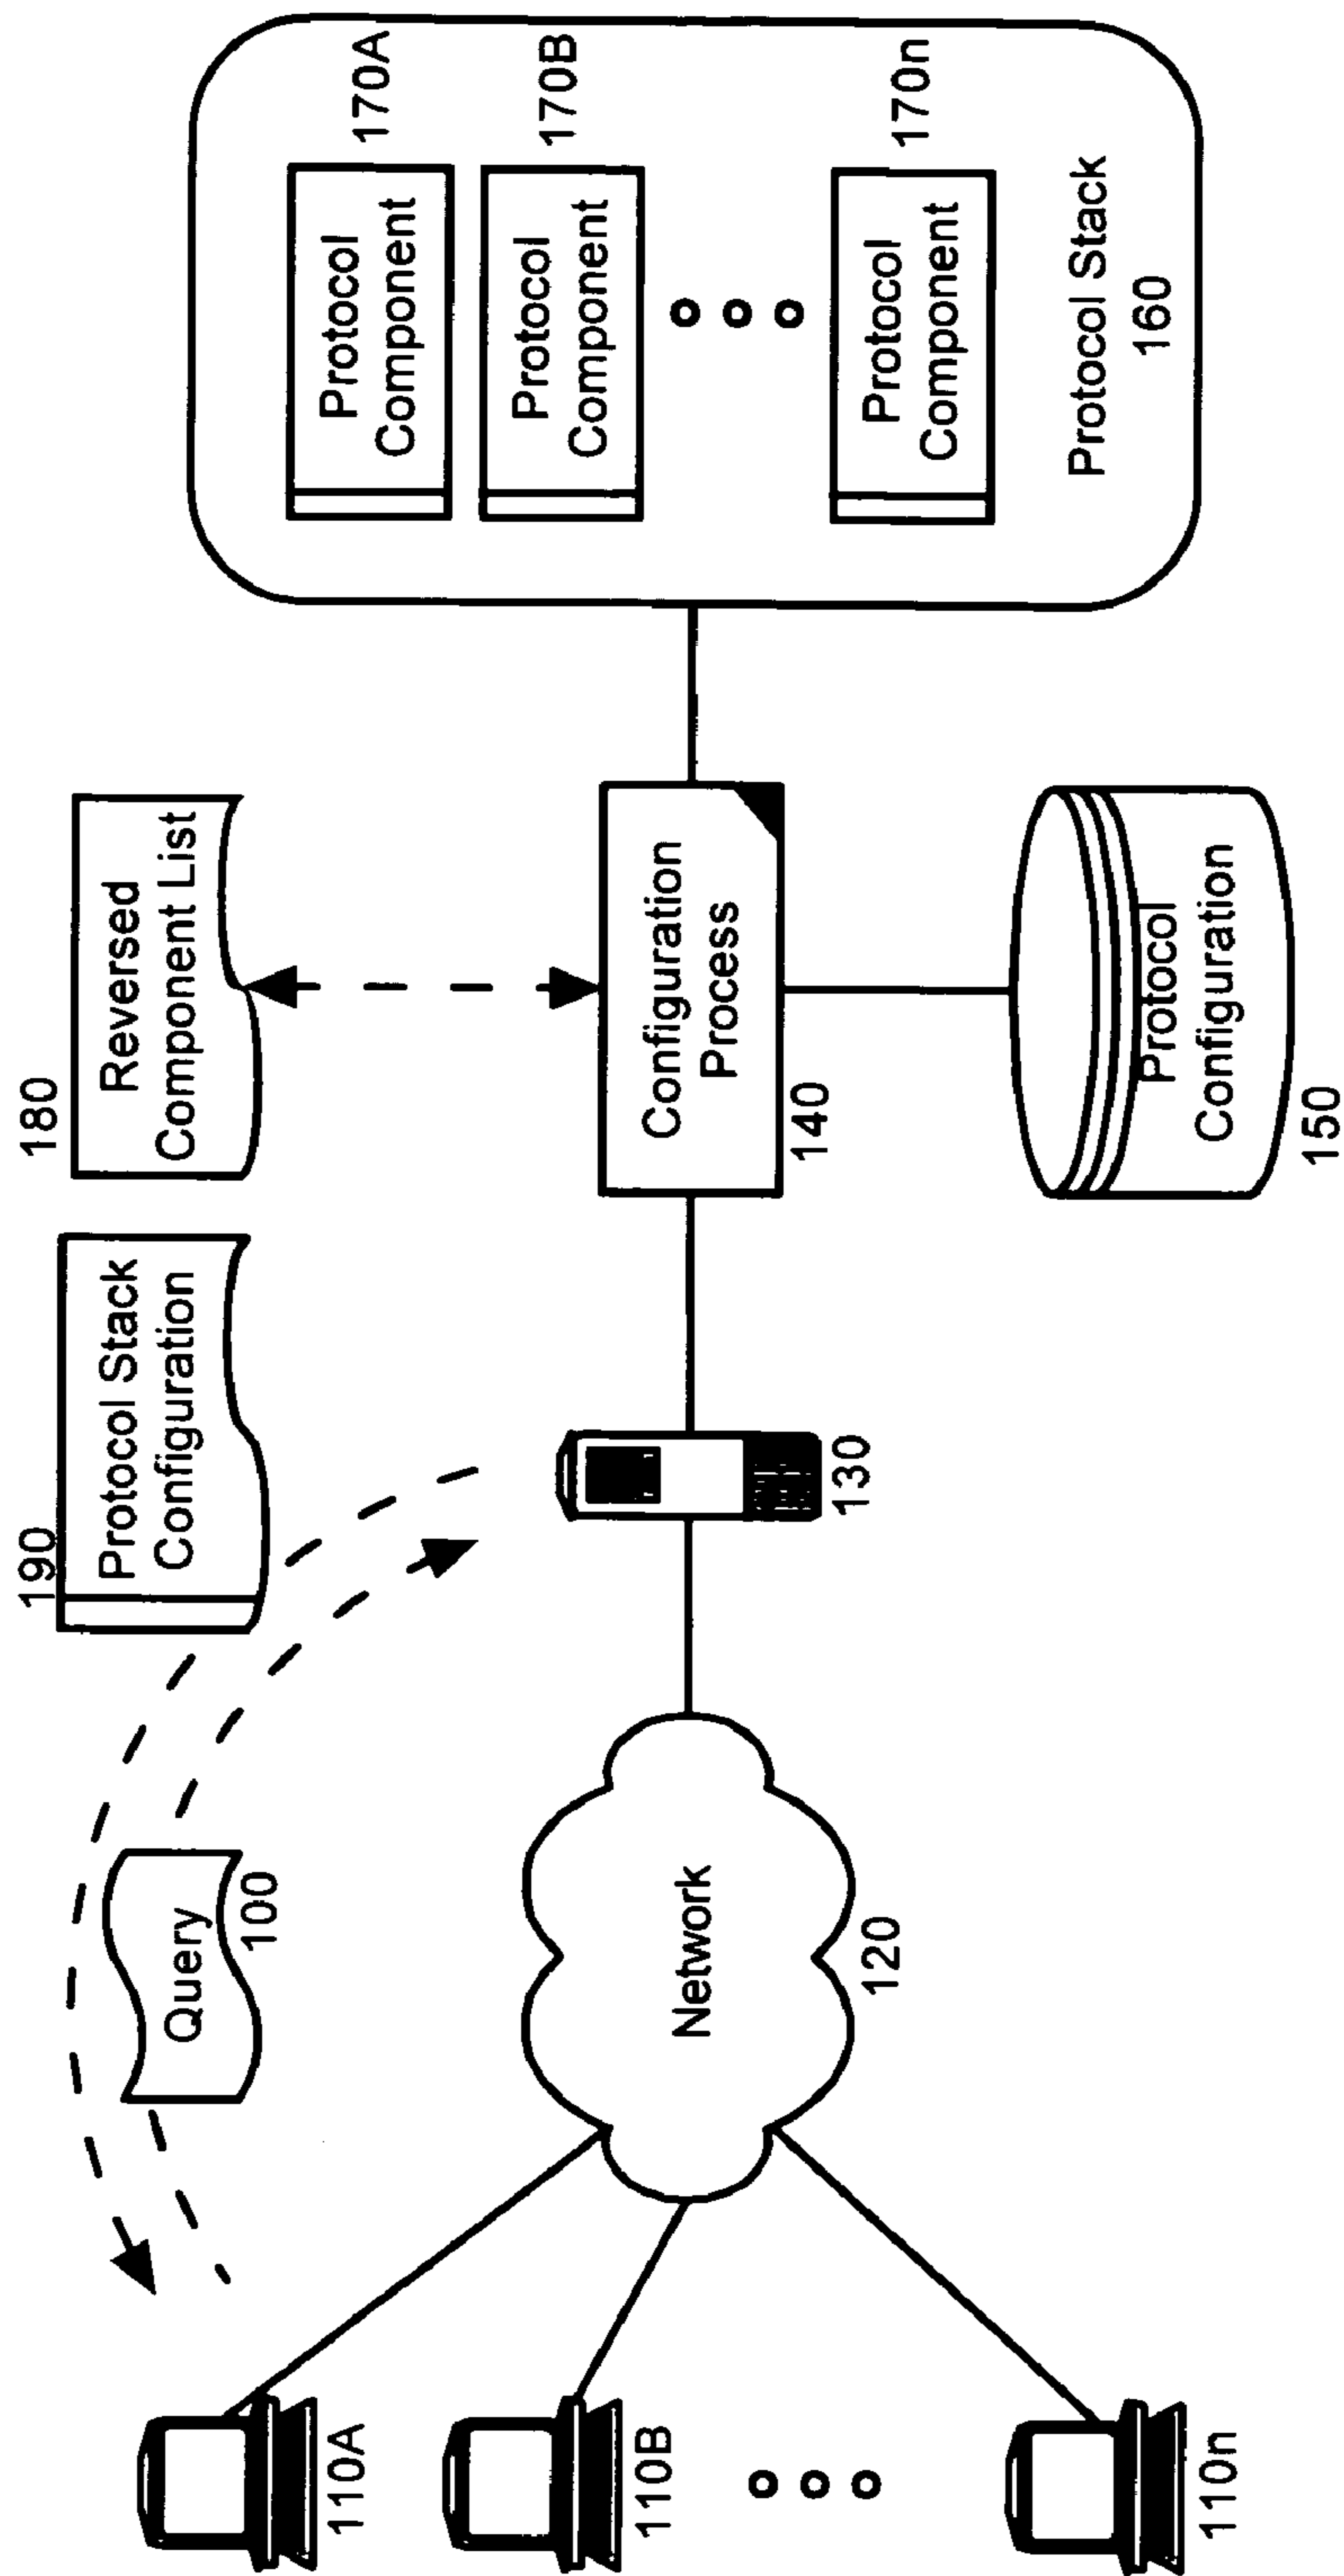 190
Protocol Stack
Configuration
180
Reversed
Component List
Query
100
110A
110B
110n
Network
120
130
Configuration
Process
140
Protocol
Configuration
150
Protocol
Component
170A
Protocol
Component
170B
Protocol
Component
170n
Protocol Stack
160